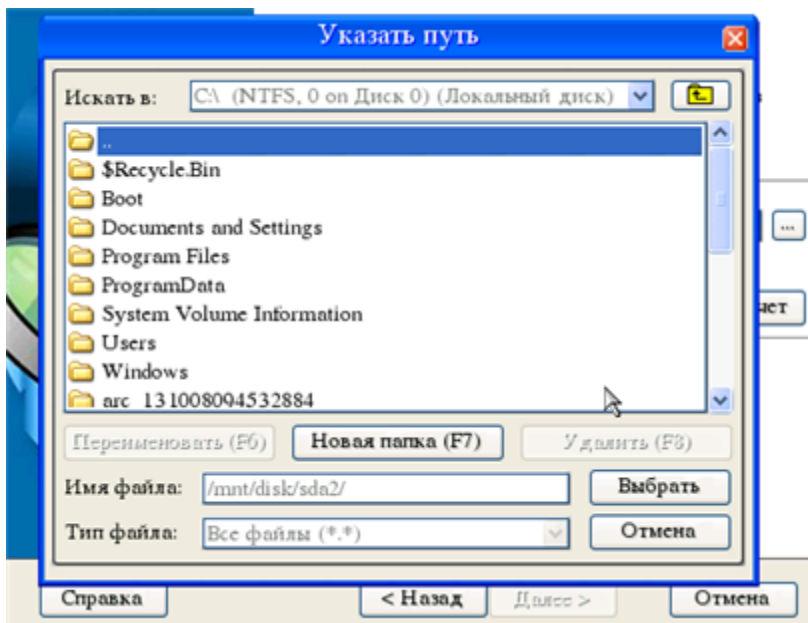 Указать путь
Искать в: C:\ (NTFS, 0 on Диск 0) (Локальный диск)
..
$Recycle.Bin
Boot
Documents and Settings
Program Files
ProgramData
System Volume Information
Users
Windows
arc_131008094532884
...
чет
Переименовать (F6) Новая папка (F7) Удалить (F8)
Имя файла: /mnt/disk/sda2/ Выбрать
Тип файла: Все файлы (*.*) Отмена
Справка < Назад Далее > Отмена